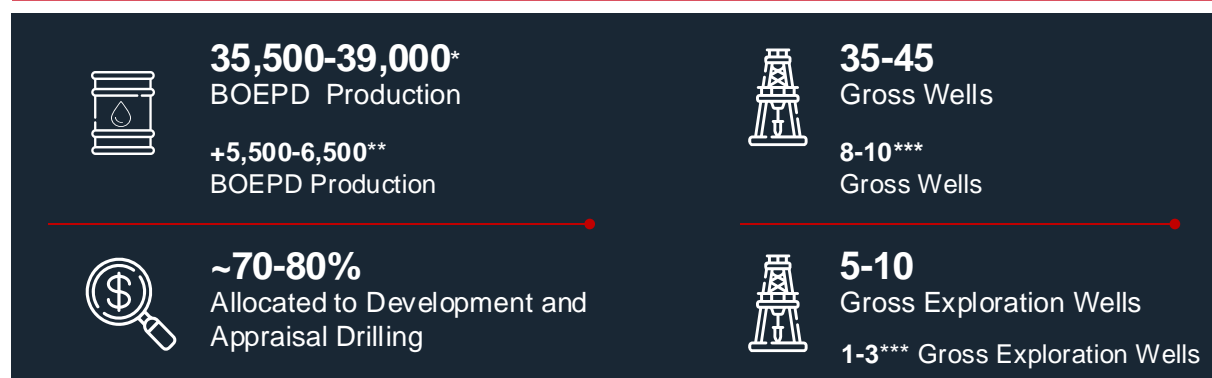 35,500-39,000*
BOEPD Production
+5,500-6,500**
BOEPD Production
35-45
Gross Wells
8-10***
Gross Wells
$
~70-80%
Allocated to Development and
Appraisal Drilling
5-10
Gross Exploration Wells
1-3*** Gross Exploration Wells